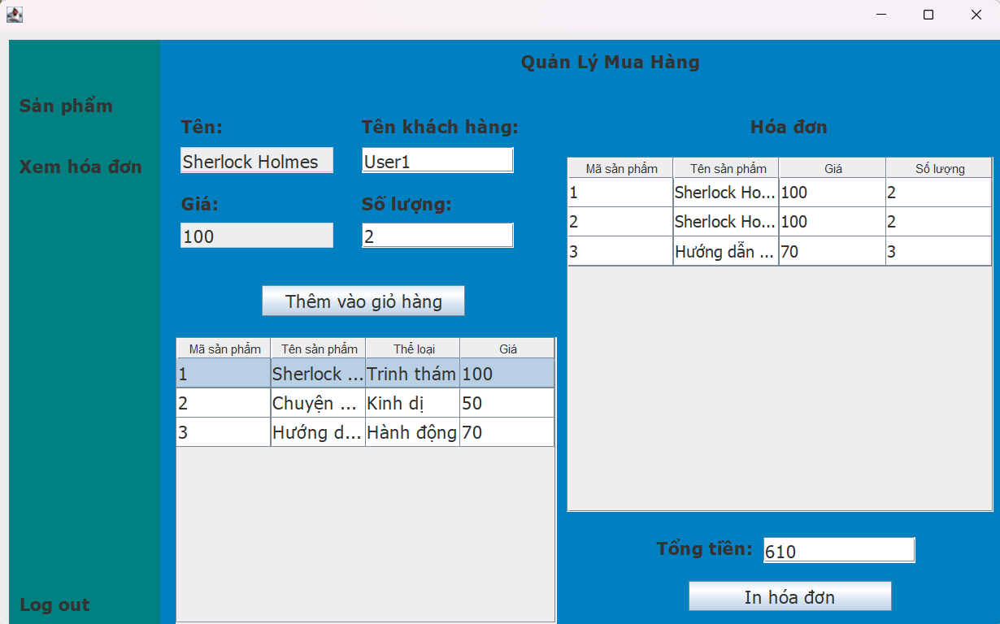 Quản Lý Mua Hàng
Sản phẩm
Xem hóa đơn
Log out
Tên:
Tên khách hàng:
Sherlock Holmes
User1
Giá:
Số lượng:
100
2
Thêm vào giỏ hàng
Mã sản phẩm Tên sản phẩm Thể loại Giá
1 Sherlock ... Trinh thám 100
2 Chuyện ... Kinh dị 50
3 Hướng d... Hành động 70
Hóa đơn
Mã sản phẩm Tên sản phẩm Giá Số lượng
1 Sherlock Ho... 100 2
2 Sherlock Ho... 100 2
3 Hướng dẫn ... 70 3
Tổng tiền: 610
In hóa đơn